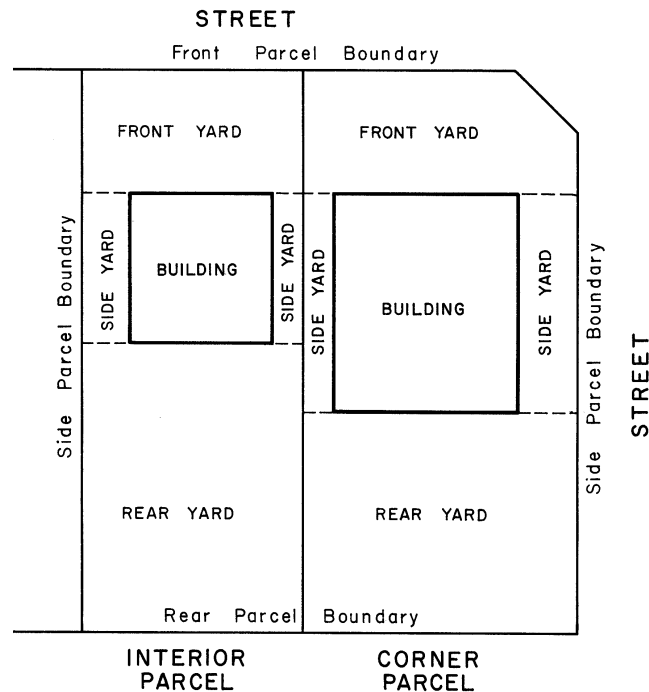 STREET
Front Parcel Boundary
FRONT YARD
FRONT YARD
Side Parcel Boundary
SIDE YARD
BUILDING
SIDE YARD
SIDE YARD
BUILDING
SIDE YARD
Side Parcel Boundary
STREET
REAR YARD
REAR YARD
Rear Parcel Boundary
INTERIOR
PARCEL
CORNER
PARCEL